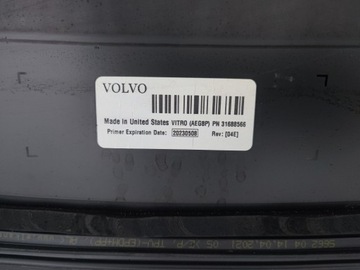 VOLVO
Made in United States VITRO (AEGBP) PN 31688566
Primer Expiration Date: 20230508 Rev: [04E]